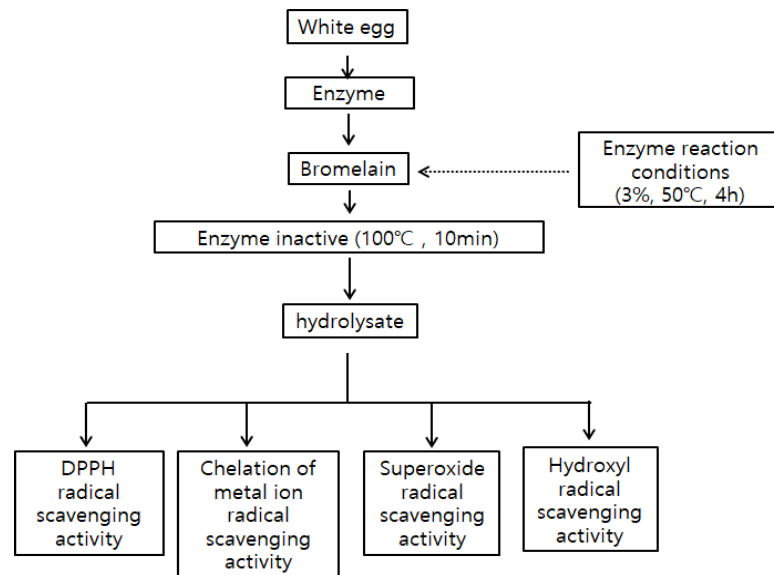 White egg
Enzyme
Bromelain
Enzyme reaction
conditions
(3%, 50℃, 4h)
Enzyme inactive (100℃ , 10min)
hydrolysate
DPPH
radical
scavenging
activity
Chelation of
metal ion
radical
scavenging
activity
Superoxide
radical
scavenging
activity
Hydroxyl
radical
scavenging
activity